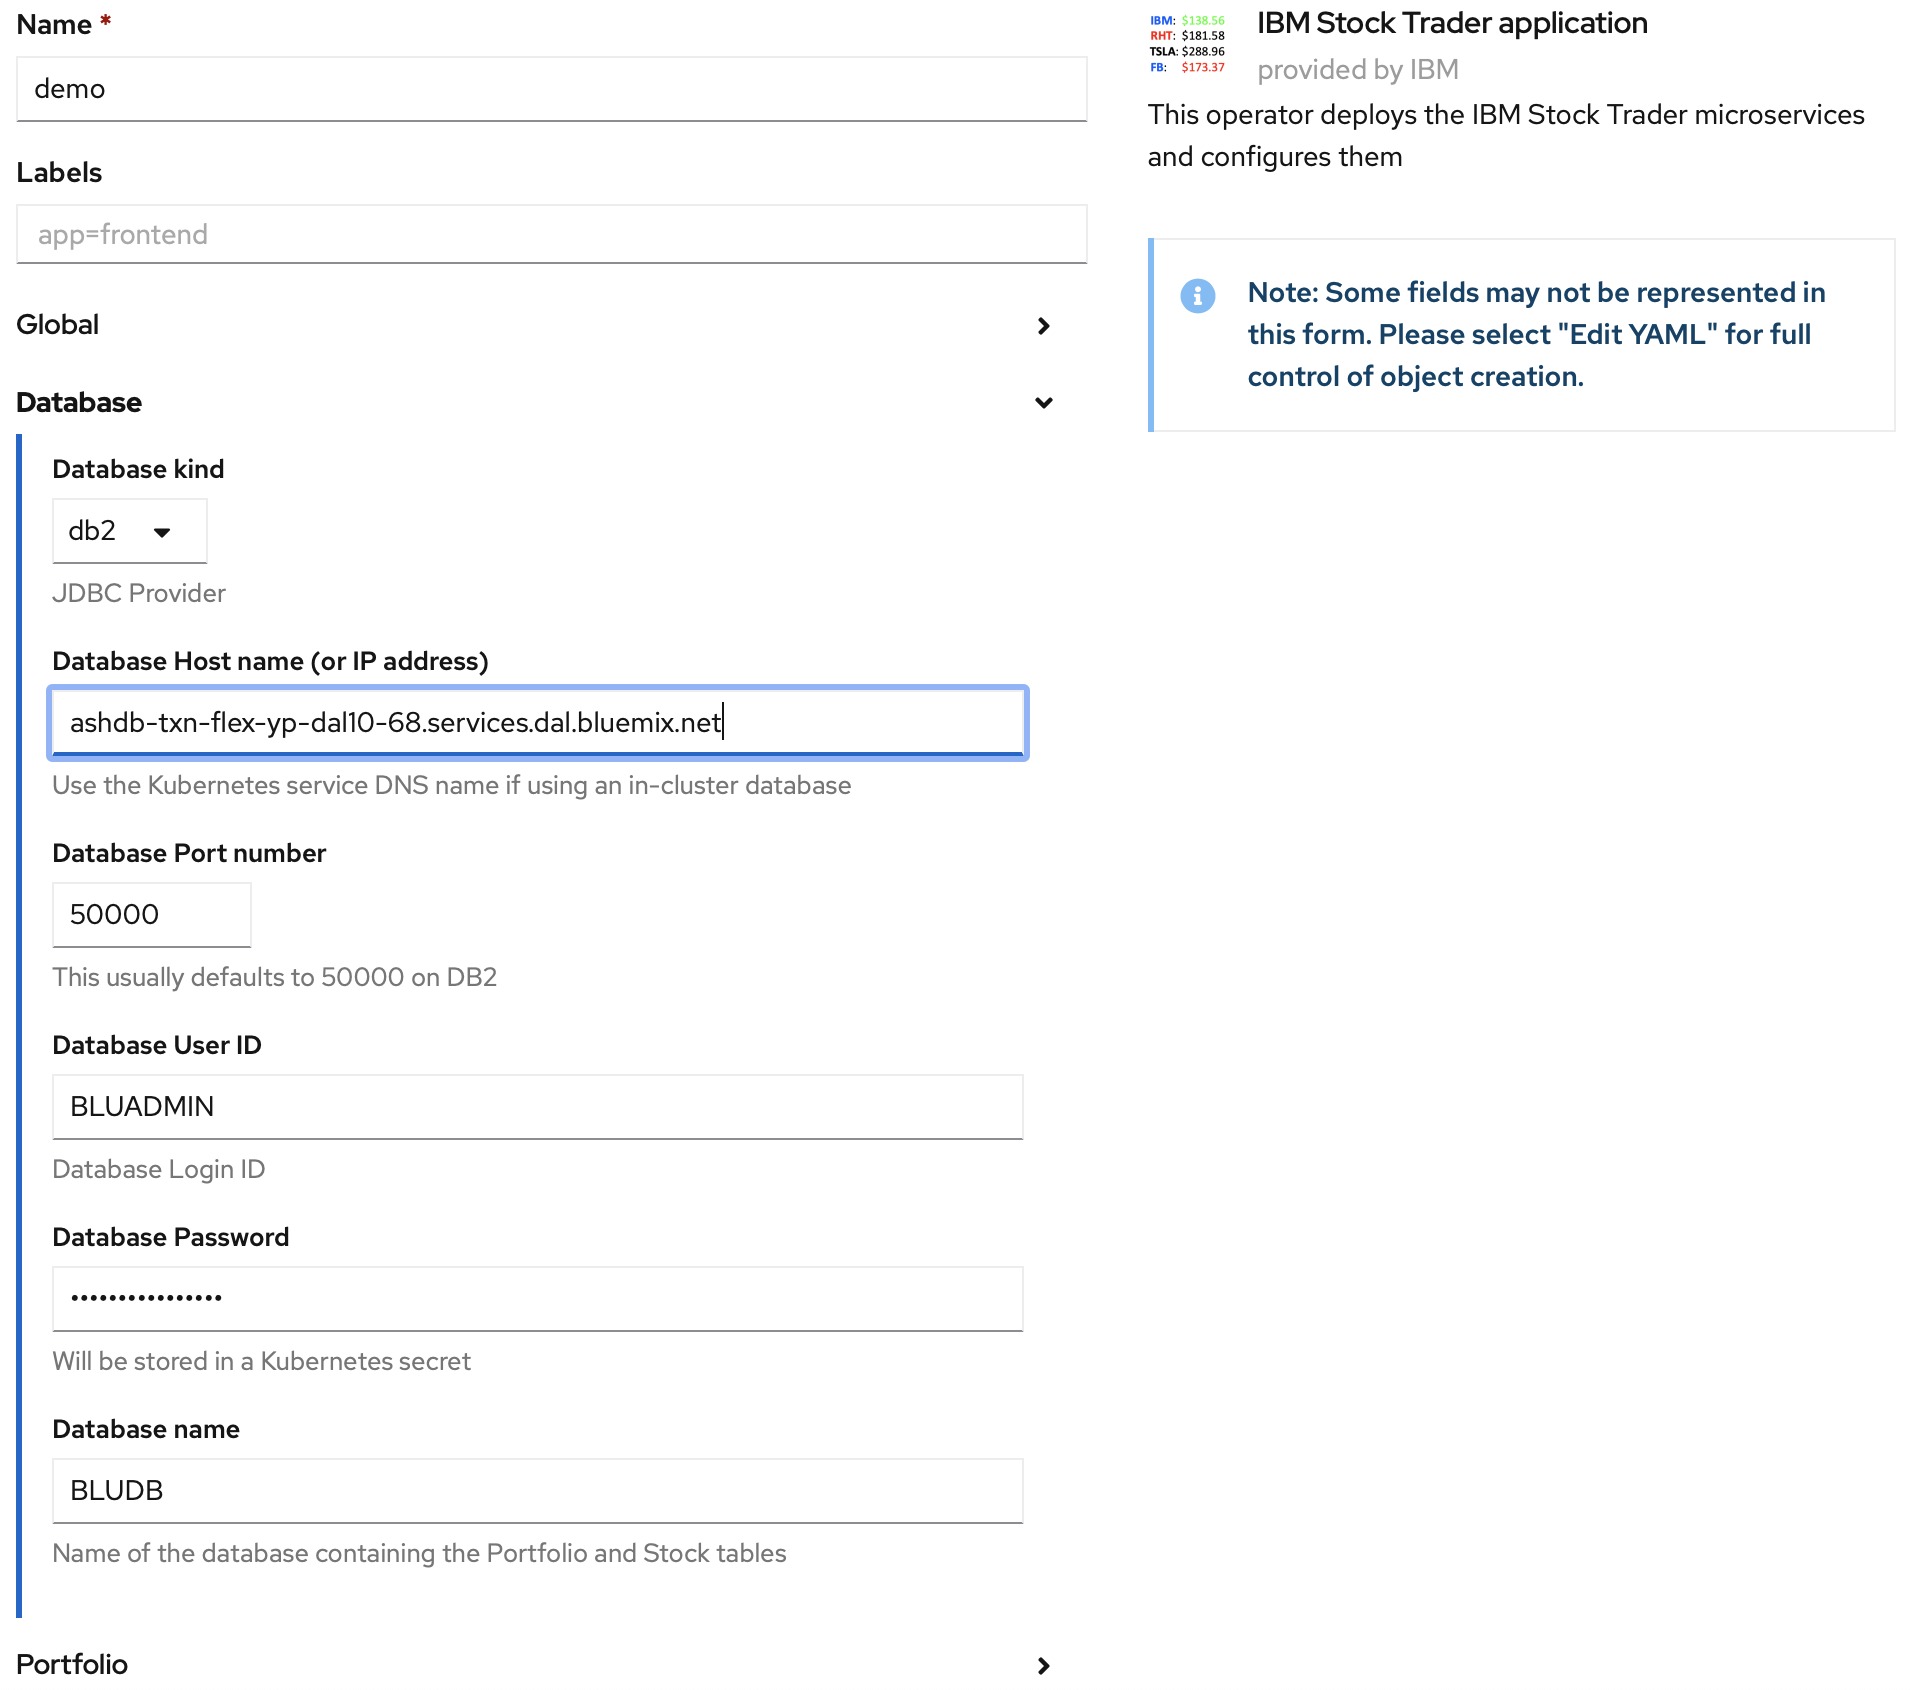 Name *
demo
Labels
app=frontend
Global
Database
Database kind
db2
JDBC Provider
Database Host name (or IP address)
ashdb-txn-flex-yp-dal10-68.services.dal.bluemix.net
Use the Kubernetes service DNS name if using an in-cluster database
Database Port number
50000
This usually defaults to 50000 on DB2
Database User ID
BLUADMIN
Database Login ID
Database Password
••••••••••••••••
Will be stored in a Kubernetes secret
Database name
BLUDB
Name of the database containing the Portfolio and Stock tables
Portfolio
IBM: $138.56
RHT: $181.58
TSLA: $288.96
FB: $173.37
IBM Stock Trader application
provided by IBM
This operator deploys the IBM Stock Trader microservices
and configures them
Note: Some fields may not be represented in
this form. Please select "Edit YAML" for full
control of object creation.